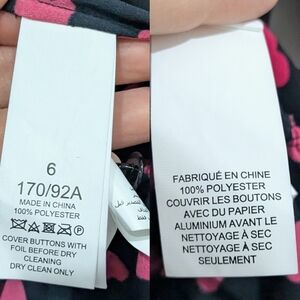 6
170/92A
MADE IN CHINA
100% POLYESTER
COVER BUTTONS WITH
FOIL BEFORE DRY
CLEANING
DRY CLEAN ONLY
FABRIQUÉ EN CHINE
100% POLYESTER
COUVRIR LES BOUTONS
AVEC DU PAPIER
ALUMINIUM AVANT LE
NETTOYAGE À SEC
NETTOYAGE À SEC
SEULEMENT